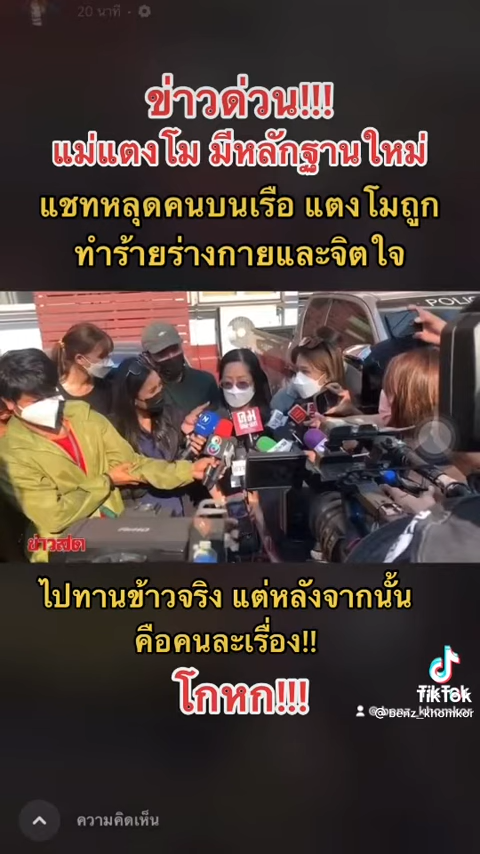 20 นาที
ข่าวด่วน!!!
แม่แตงโม มีหลักฐานใหม่
แชทหลุดคนบนเรือ แตงโมถูก
ทำร้ายร่างกายและจิตใจ
POLIC
ข่าวสด
ไปทานข้าวจริง แต่หลังจากนั้น
คือคนละเรื่อง!!
โกหก!!!
TikTok
@benz_khomkor
ความคิดเห็น